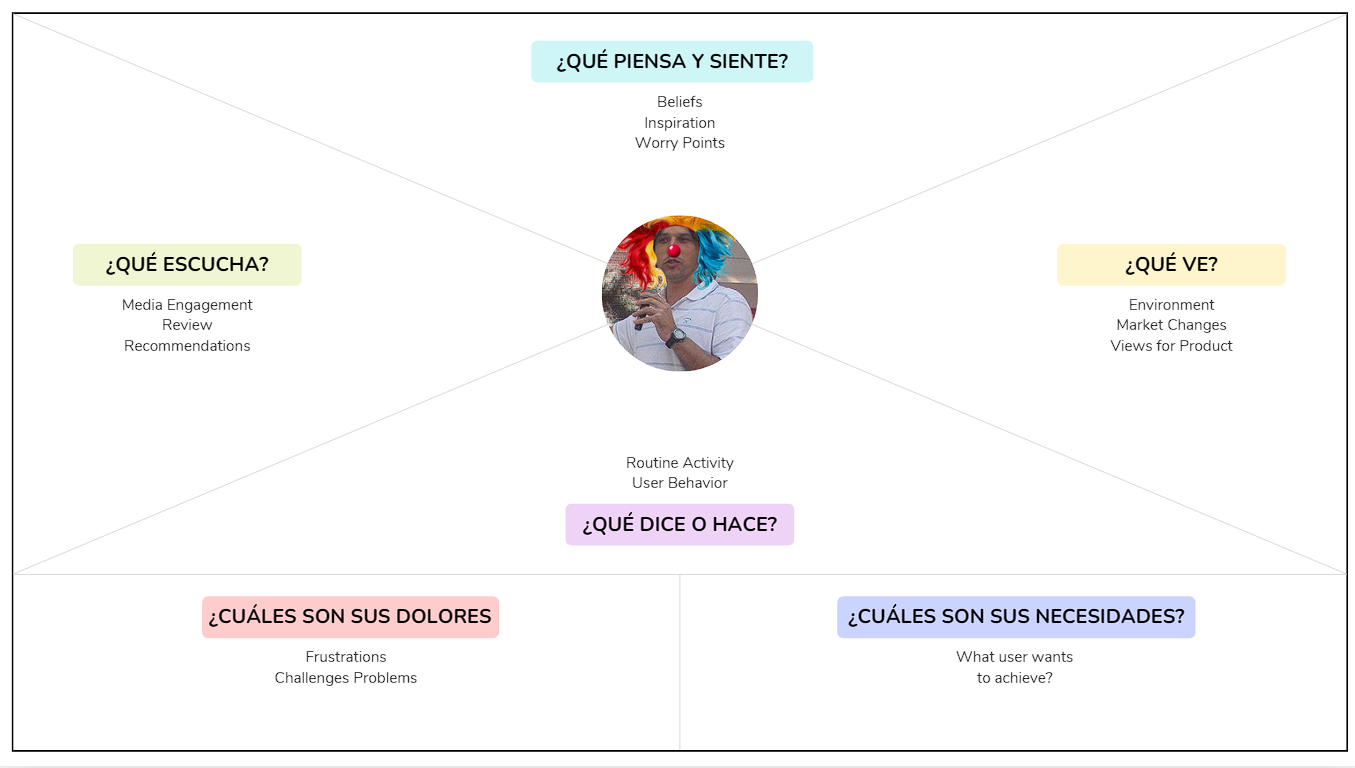 ¿QUÉ PIENSA Y SIENTE?
Beliefs
Inspiration
Worry Points
¿QUÉ ESCUCHA?
Media Engagement
Review
Recommendations
¿QUÉ VE?
Environment
Market Changes
Views for Product
Routine Activity
User Behavior
¿QUÉ DICE O HACE?
¿CUÁLES SON SUS DOLORES
Frustrations
Challenges Problems
¿CUÁLES SON SUS NECESIDADES?
What user wants
to achieve?